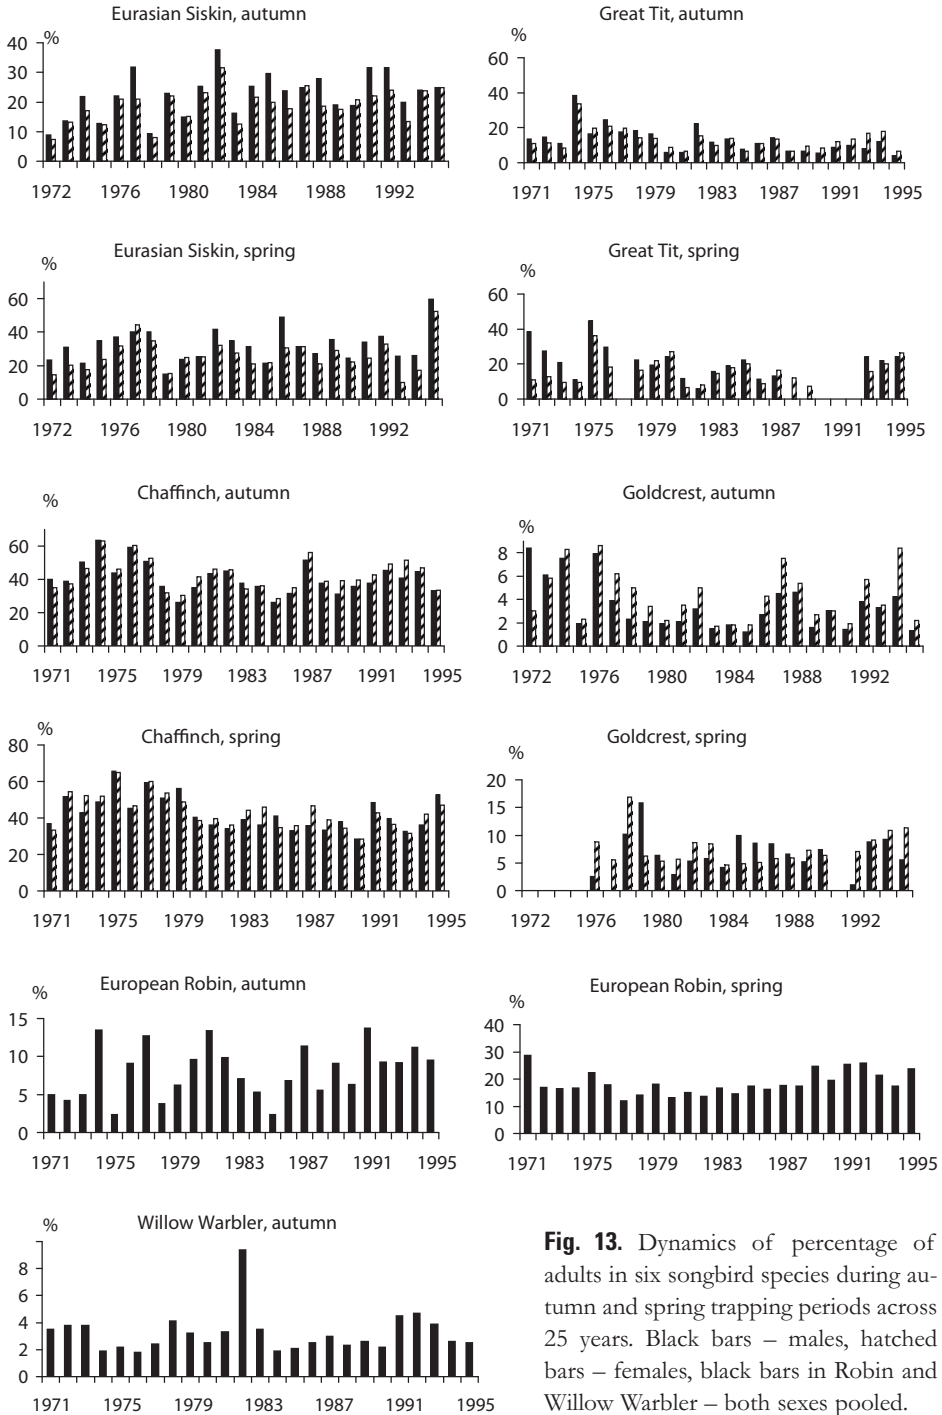 Eurasian Siskin, autumn
%
40
30
20
10
0
1972 1976 1980 1984 1988 1992
Great Tit, autumn
%
60
40
20
0
1971 1975 1979 1983 1987 1991 1995
Eurasian Siskin, spring
%
60
40
20
0
1972 1976 1980 1984 1988 1992
Great Tit, spring
%
60
40
20
0
1971 1975 1979 1983 1987 1991 1995
Chaffinch, autumn
%
60
40
20
0
1971 1975 1979 1983 1987 1991 1995
Goldcrest, autumn
%
8
6
4
2
0
1972 1976 1980 1984 1988 1992
Chaffinch, spring
%
80
60
40
20
0
1971 1975 1979 1983 1987 1991 1995
Goldcrest, spring
%
20
15
10
5
0
1972 1976 1980 1984 1988 1992
European Robin, autumn
%
15
10
5
0
1971 1975 1979 1983 1987 1991 1995
European Robin, spring
%
40
30
20
10
0
1971 1975 1979 1983 1987 1991 1995
Willow Warbler, autumn
%
8
6
4
2
0
1971 1975 1979 1983 1987 1991 1995
Fig. 13. Dynamics of percentage of
adults in six songbird species during au-
tumn and spring trapping periods across
25 years. Black bars – males, hatched
bars – females, black bars in Robin and
Willow Warbler – both sexes pooled.